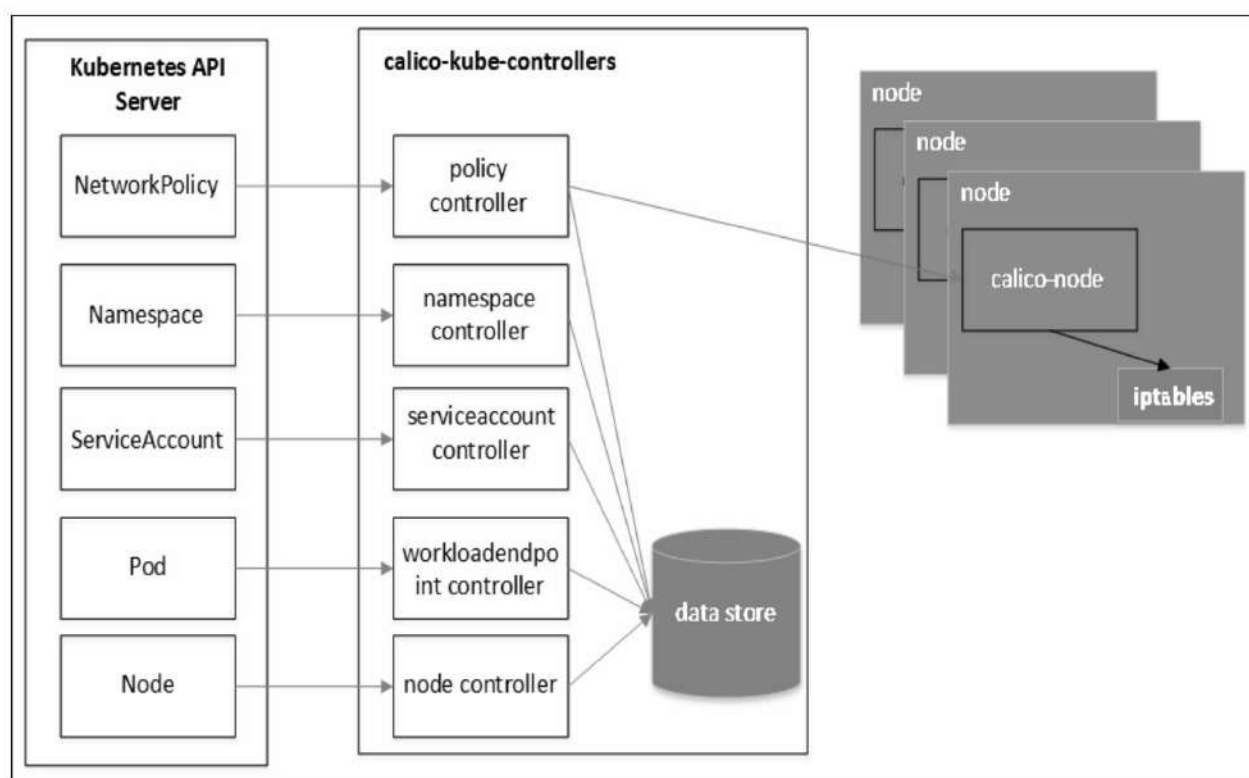 Kubernetes API
Server
NetworkPolicy
Namespace
ServiceAccount
Pod
Node
calico-kube-controllers
policy
controller
namespace
controller
serviceaccount
controller
workloadendpo
int controller
node controller
data store
node
node
node
calico-node
iptables